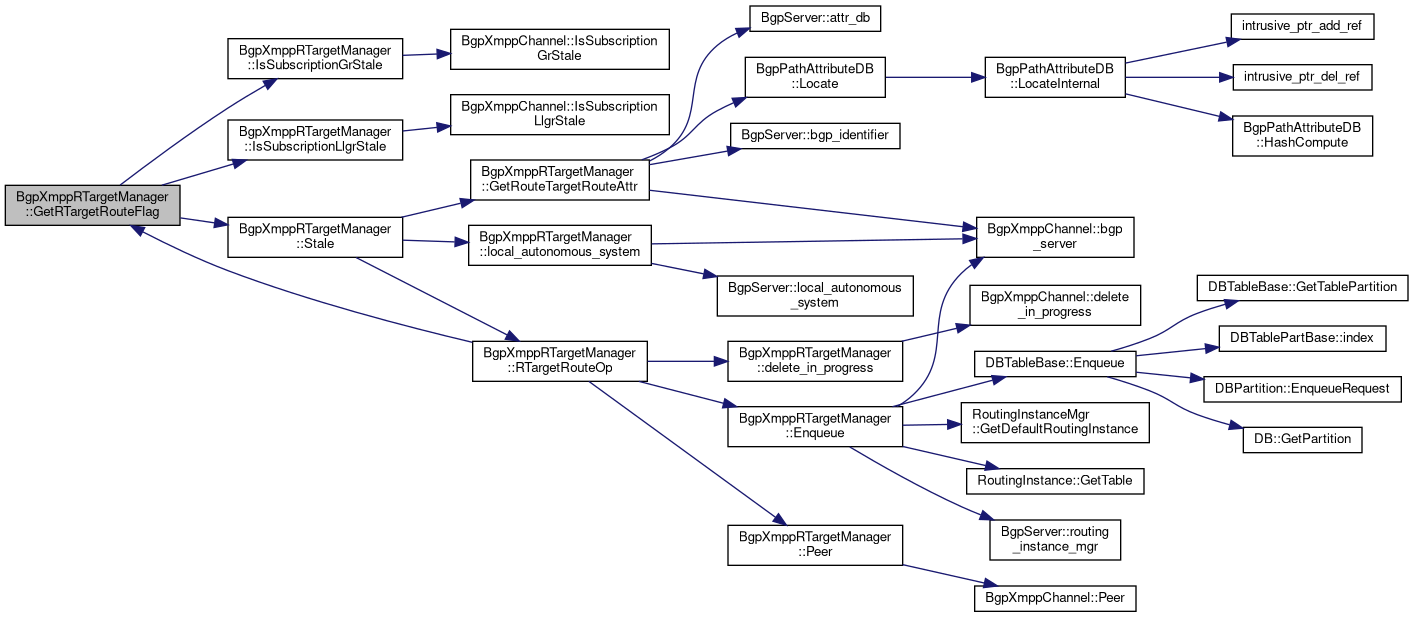 BgpXmppRTargetManager
::GetRTargetRouteFlag
BgpXmppRTargetManager
::IsSubscriptionGrStale
BgpXmppChannel::IsSubscription
GrStale
BgpXmppRTargetManager
::IsSubscriptionLlgrStale
BgpXmppChannel::IsSubscription
LlgrStale
BgpXmppRTargetManager
::Stale
BgpXmppRTargetManager
::GetRouteTargetRouteAttr
BgpServer::attr_db
BgpPathAttributeDB
::Locate
BgpPathAttributeDB
::LocateInternal
intrusive_ptr_add_ref
intrusive_ptr_del_ref
BgpPathAttributeDB
::HashCompute
BgpServer::bgp_identifier
BgpXmppChannel::bgp
_server
BgpXmppRTargetManager
::local_autonomous_system
BgpServer::local_autonomous
_system
BgpXmppRTargetManager
::RTargetRouteOp
BgpXmppRTargetManager
::delete_in_progress
BgpXmppChannel::delete
_in_progress
BgpXmppRTargetManager
::Enqueue
DBTableBase::Enqueue
DBTableBase::GetTablePartition
DBTablePartBase::index
DBPartition::EnqueueRequest
DB::GetPartition
RoutingInstanceMgr
::GetDefaultRoutingInstance
RoutingInstance::GetTable
BgpServer::routing
_instance_mgr
BgpXmppRTargetManager
::Peer
BgpXmppChannel::Peer